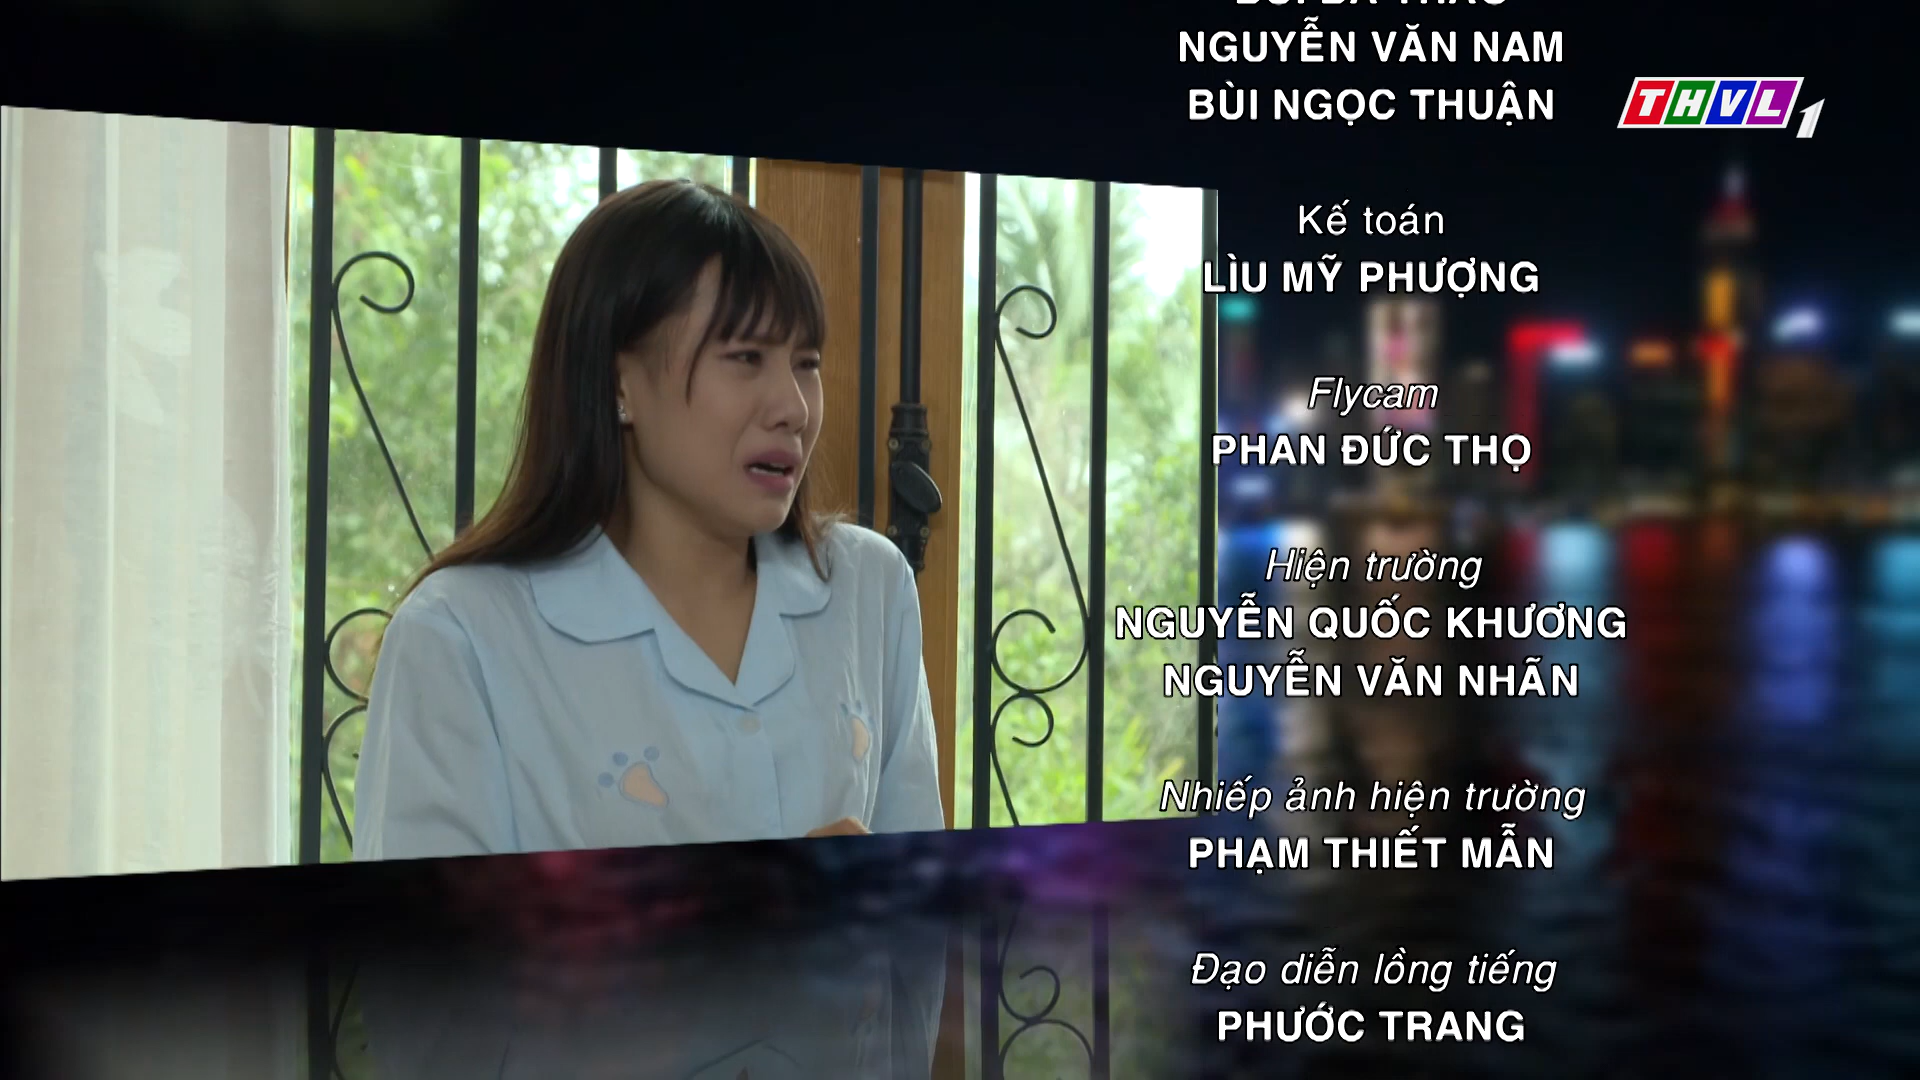 NGUYỄN VĂN NAM
BÙI NGỌC THUẬN
THVL1
Kế toán
LÌU MỸ PHƯỢNG
Flycam
PHAN ĐỨC THỌ
Hiện trường
NGUYỄN QUỐC KHƯƠNG
NGUYỄN VĂN NHÃN
Nhiếp ảnh hiện trường
PHẠM THIẾT MẪN
Đạo diễn lồng tiếng
PHƯỚC TRANG